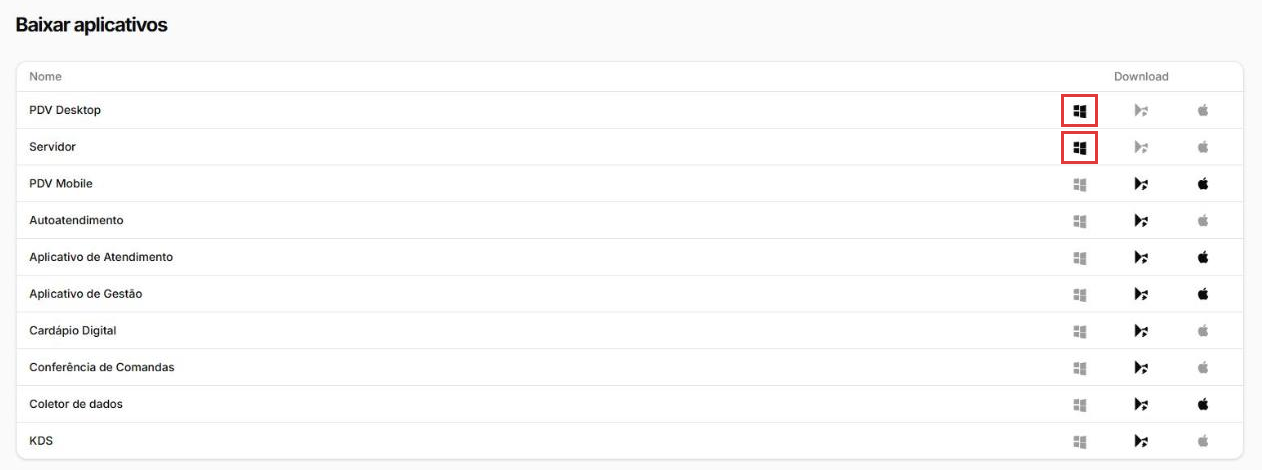 Baixar aplicativos
Nome Download
PDV Desktop
Servidor
PDV Mobile
Autoatendimento
Aplicativo de Atendimento
Aplicativo de Gestão
Cardápio Digital
Conferência de Comandas
Coletor de dados
KDS